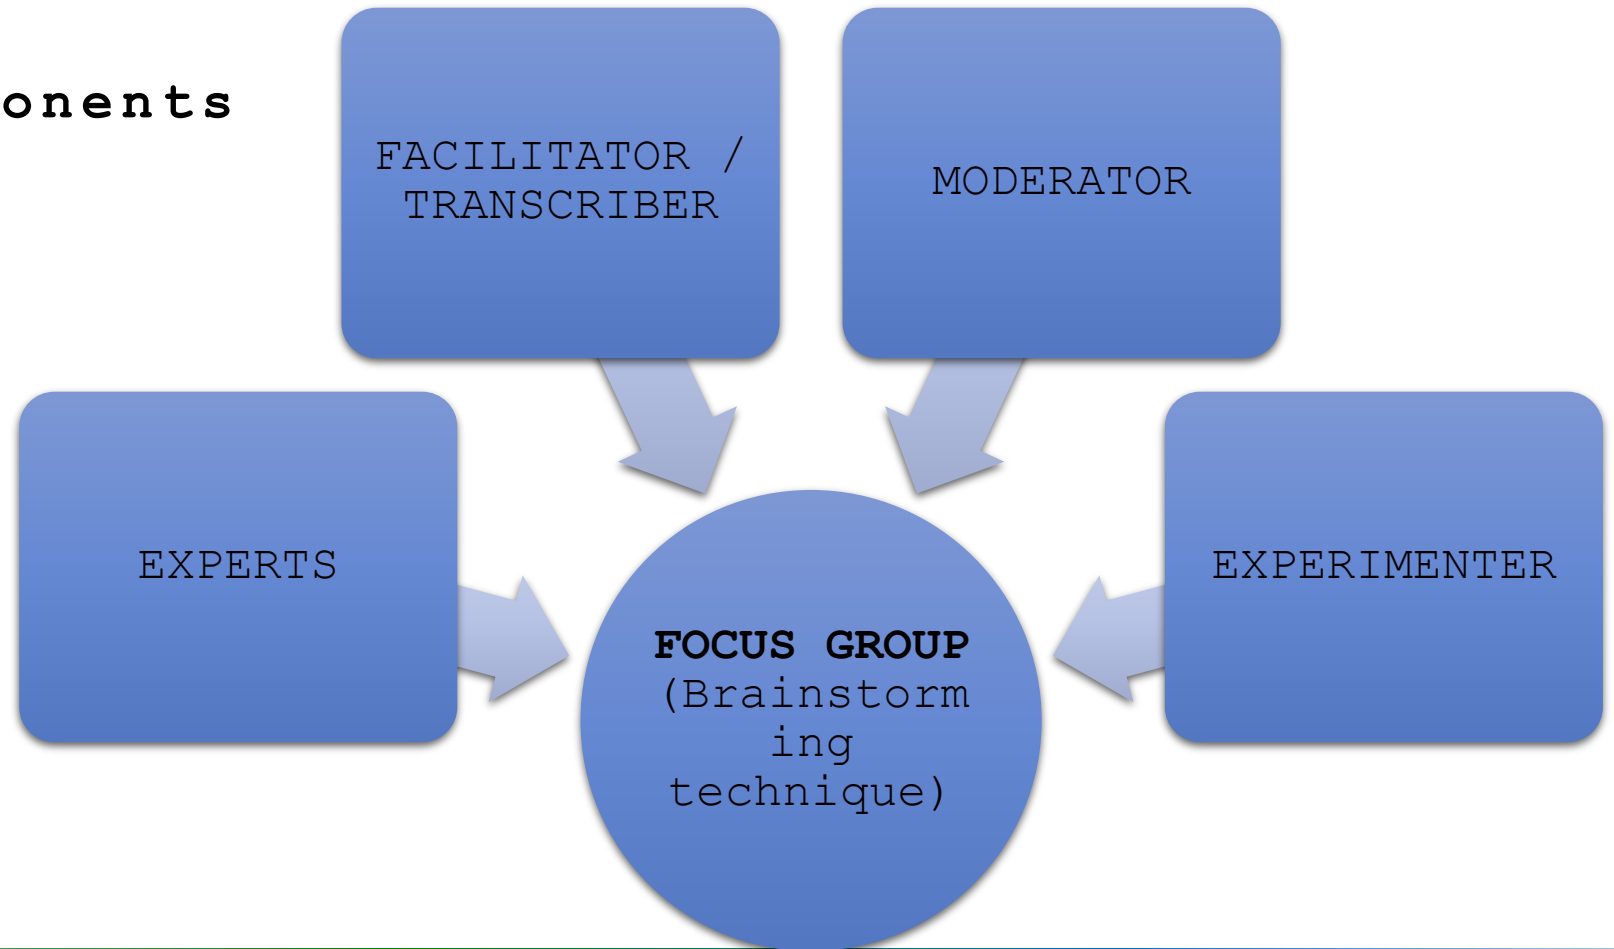 onents
FACILITATOR /
TRANSCRIBER
MODERATOR
EXPERTS
EXPERIMENTER
FOCUS GROUP
(Brainstorm
ing
technique)